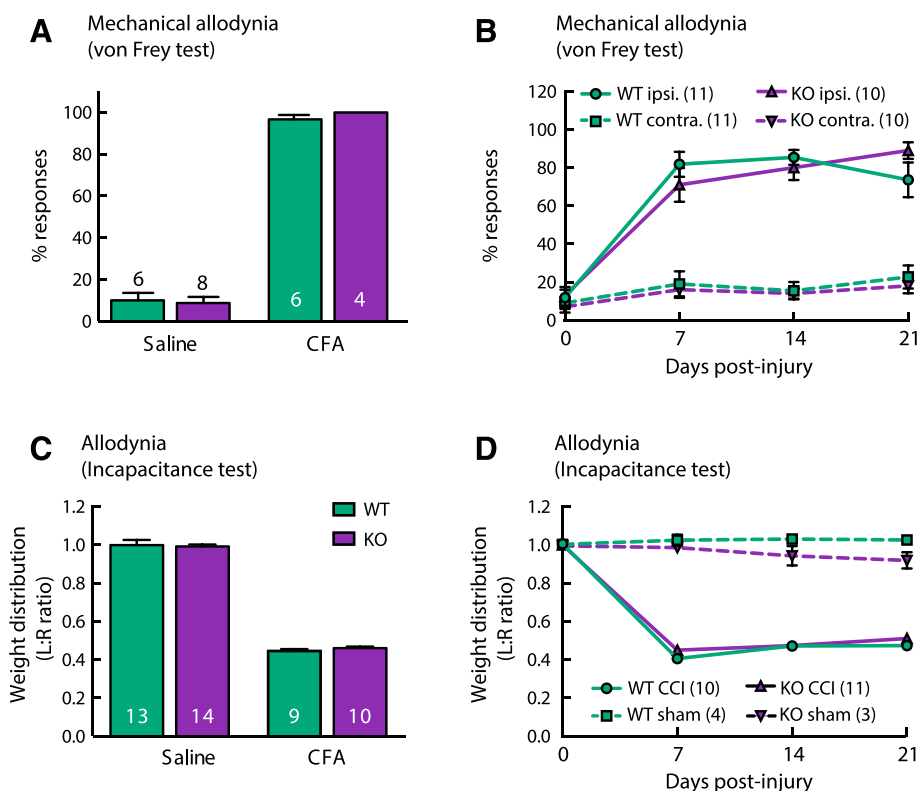 A
Mechanical allodynia
(von Frey test)
% responses
100
80
60
40
20
0
6
8
6
4
Saline
CFA
B
Mechanical allodynia
(von Frey test)
WT ipsi. (11)
KO ipsi. (10)
WT contra. (11)
KO contra. (10)
% responses
120
100
80
60
40
20
0
0
7
14
21
Days post-injury
C
Allodynia
(Incapacitance test)
WT
KO
Weight distribution
(L:R ratio)
1.2
1.0
0.8
0.6
0.4
0.2
0.0
13
14
9
10
Saline
CFA
D
Allodynia
(Incapacitance test)
Weight distribution
(L:R ratio)
1.2
1.0
0.8
0.6
0.4
0.2
0.0
WT CCI (10)
KO CCI (11)
WT sham (4)
KO sham (3)
0
7
14
21
Days post-injury